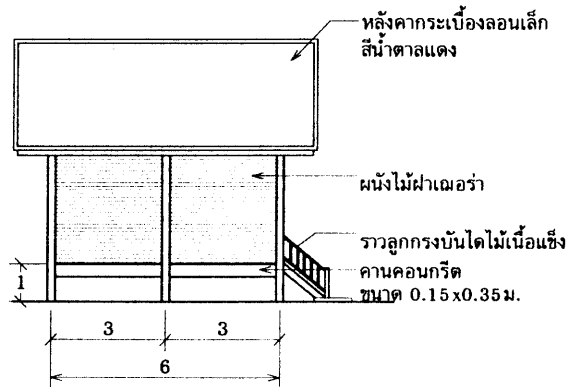 หลังคากระเบื้องลอนเล็ก
สีน้ำตาลแดง
ผนังไม้ฝาเฌอร่า
ราวลูกกรงบันไดไม้เนื้อแข็ง
คานคอนกรีต
ขนาด 0.15x0.35ม.
1
3 3
6